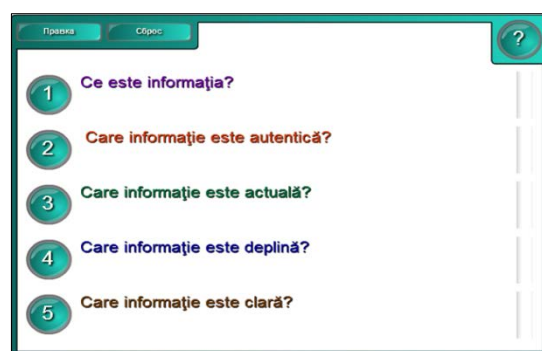 Правка Сброс
?
1 Ce este informaţia?
2 Care informaţie este autentică?
3 Care informaţie este actuală?
4 Care informaţie este deplină?
5 Care informaţie este clară?